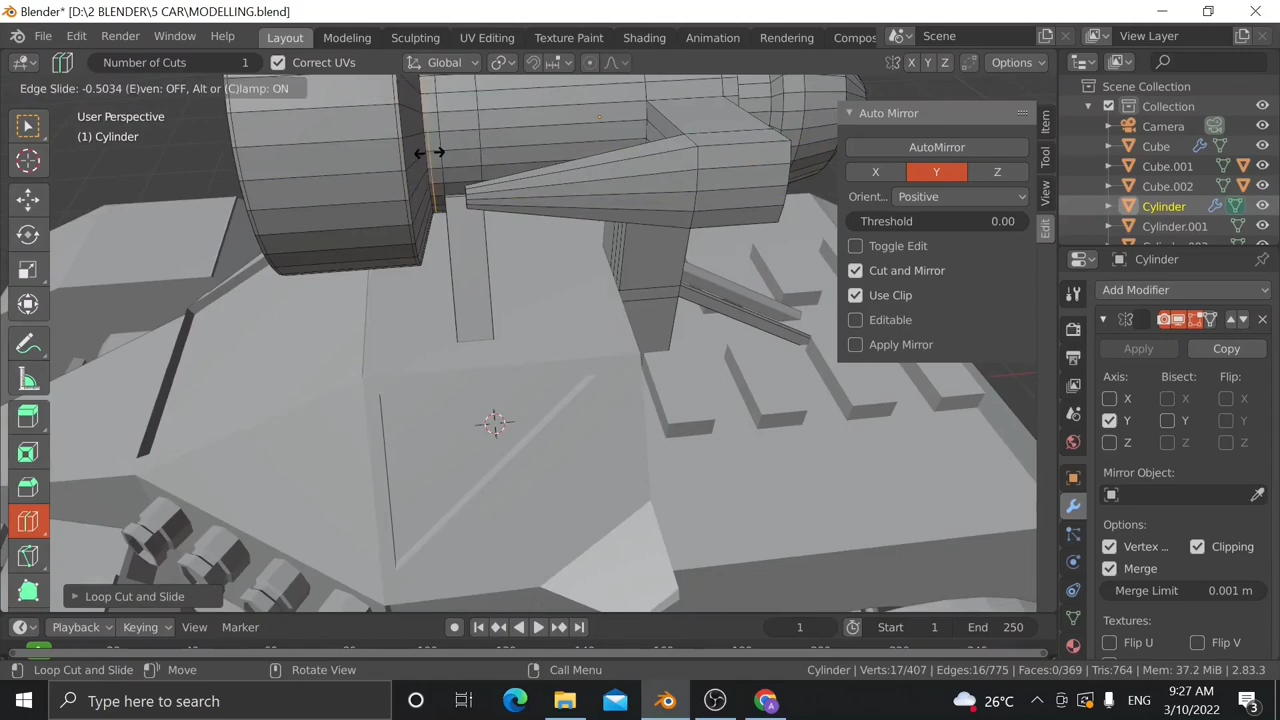 Blender* [D:\2 BLENDER\5 CAR\MODELLING.blend]
File Edit Render Window Help Layout Modeling Sculpting UV Editing Texture Paint Shading Animation Rendering Compos Scene View Layer
Number of Cuts 1 Correct UVs Global X Y Z Options
Edge Slide: -0.5034 (E)ven: OFF, Alt or (C)lamp: ON
User Perspective
(1) Cylinder
Auto Mirror
AutoMirror
X Y Z
Orient... Positive
Threshold 0.00
Toggle Edit
Cut and Mirror
Use Clip
Editable
Apply Mirror
Item
Tool
View
Edit
Scene Collection
Collection
Camera
Cube
Cube.001
Cube.002
Cylinder
Cylinder.001
Cylinder
Add Modifier
Apply Copy
Axis: Bisect: Flip:
X X X
Y Y Y
Z Z Z
Mirror Object:
Options:
Vertex ... Clipping
Merge
Merge Limit 0.001 m
Textures:
Flip U Flip V
Loop Cut and Slide
Playback Keying View Marker 1 Start 1 End 250
Loop Cut and Slide Move Rotate View Call Menu Cylinder | Verts:17/407 | Edges:16/775 | Faces:0/369 | Tris:764 | Mem: 37.2 MiB | 2.83.3
Type here to search 26°C ENG 9:27 AM
3/10/2022 3